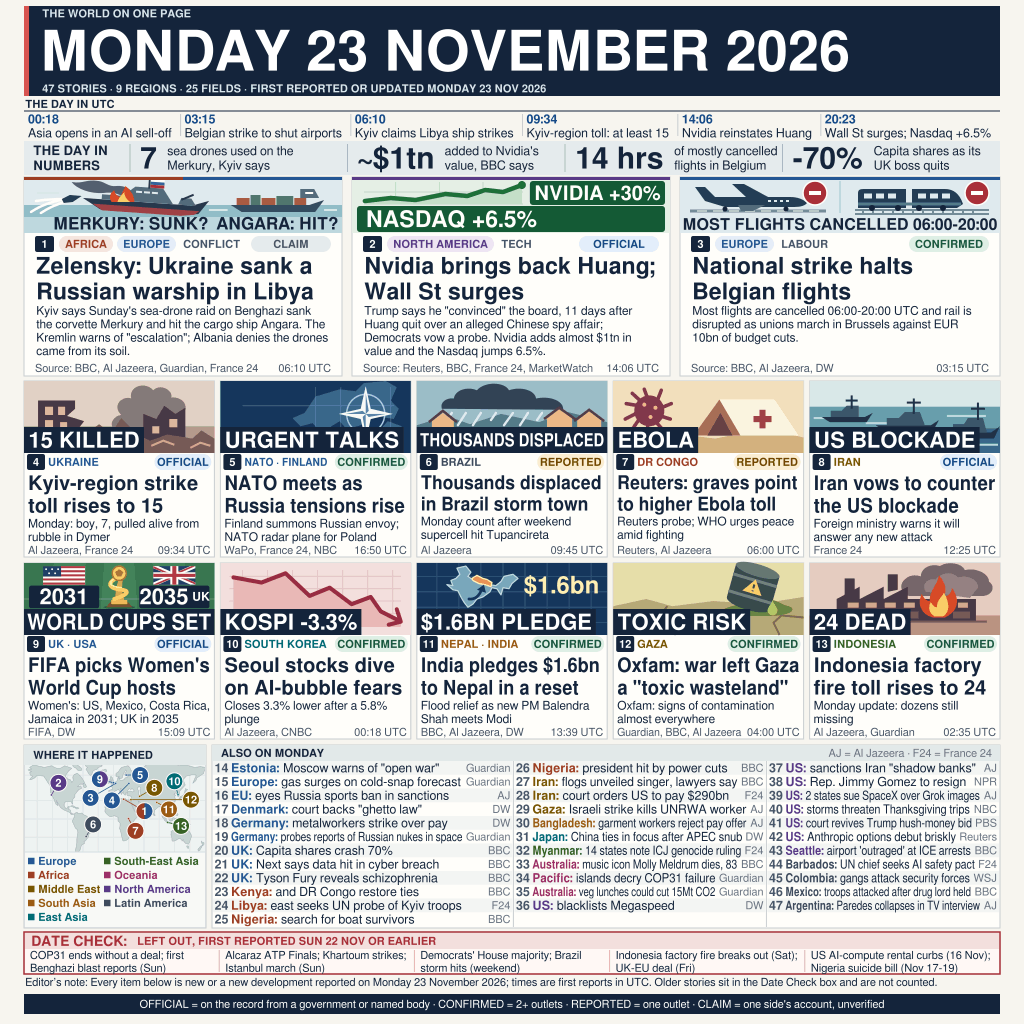 THE WORLD ON ONE PAGE
MONDAY 23 NOVEMBER 2026
47 STORIES · 9 REGIONS · 25 FIELDS · FIRST REPORTED OR UPDATED MONDAY 23 NOV 2026
THE DAY IN UTC
00:18
Asia opens in an AI sell-off
03:15
Belgian strike to shut airports
06:10
Kyiv claims Libya ship strikes
09:34
Kyiv-region toll: at least 15
14:06
Nvidia reinstates Huang
20:23
Wall St surges; Nasdaq +6.5%
THE DAY IN
NUMBERS
7
sea drones used on the
Merkury, Kyiv says
~$1tn
added to Nvidia's
value, BBC says
14 hrs
of mostly cancelled
flights in Belgium
-70%
Capita shares as its
UK boss quits
MERKURY: SUNK? ANGARA: HIT?
1 AFRICA EUROPE CONFLICT CLAIM
Zelensky: Ukraine sank a
Russian warship in Libya
Kyiv says Sunday's sea-drone raid on Benghazi sank
the corvette Merkury and hit the cargo ship Angara. The
Kremlin warns of "escalation"; Albania denies the drones
came from its soil.
Source: BBC, Al Jazeera, Guardian, France 24 06:10 UTC
NVIDIA +30%
NASDAQ +6.5%
2 NORTH AMERICA TECH OFFICIAL
Nvidia brings back Huang;
Wall St surges
Trump says he "convinced" the board, 11 days after
Huang quit over an alleged Chinese spy affair;
Democrats vow a probe. Nvidia adds almost $1tn in
value and the Nasdaq jumps 6.5%.
Source: Reuters, BBC, France 24, MarketWatch 14:06 UTC
MOST FLIGHTS CANCELLED 06:00-20:00
3 EUROPE LABOUR CONFIRMED
National strike halts
Belgian flights
Most flights are cancelled 06:00-20:00 UTC and rail is
disrupted as unions march in Brussels against EUR
10bn of budget cuts.
Source: BBC, Al Jazeera, DW 03:15 UTC
15 KILLED
4 UKRAINE OFFICIAL
Kyiv-region strike
toll rises to 15
Monday: boy, 7, pulled alive from
rubble in Dymer
Al Jazeera, France 24 09:34 UTC
URGENT TALKS
5 NATO · FINLAND CONFIRMED
NATO meets as
Russia tensions rise
Finland summons Russian envoy;
NATO radar plane for Poland
WaPo, France 24, NBC 16:50 UTC
THOUSANDS DISPLACED
6 BRAZIL REPORTED
Thousands displaced
in Brazil storm town
Monday count after weekend
supercell hit Tupancireta
Al Jazeera 09:45 UTC
EBOLA
7 DR CONGO REPORTED
Reuters: graves point
to higher Ebola toll
Reuters probe; WHO urges peace
amid fighting
Reuters, Al Jazeera 06:00 UTC
US BLOCKADE
8 IRAN OFFICIAL
Iran vows to counter
the US blockade
Foreign ministry warns it will
answer any new attack
France 24 12:25 UTC
2031 2035 UK
WORLD CUPS SET
9 UK · USA OFFICIAL
FIFA picks Women's
World Cup hosts
Women's: US, Mexico, Costa Rica,
Jamaica in 2031; UK in 2035
FIFA, DW 15:09 UTC
KOSPI -3.3%
10 SOUTH KOREA CONFIRMED
Seoul stocks dive
on AI-bubble fears
Closes 3.3% lower after a 5.8%
plunge
Al Jazeera, CNBC 00:18 UTC
$1.6bn
$1.6BN PLEDGE
11 NEPAL · INDIA CONFIRMED
India pledges $1.6bn
to Nepal in a reset
Flood relief as new PM Balendra
Shah meets Modi
BBC, Al Jazeera, DW 13:39 UTC
TOXIC RISK
12 GAZA CONFIRMED
Oxfam: war left Gaza
a "toxic wasteland"
Oxfam: signs of contamination
almost everywhere
Guardian, BBC, Al Jazeera 04:00 UTC
24 DEAD
13 INDONESIA CONFIRMED
Indonesia factory
fire toll rises to 24
Monday update: dozens still
missing
Al Jazeera, Guardian 02:35 UTC
WHERE IT HAPPENED
2 9 5 10 3 4 8 12 1 11 6 7 13
Europe
Africa
Middle East
South Asia
East Asia
South-East Asia
Oceania
North America
Latin America
ALSO ON MONDAY AJ = Al Jazeera · F24 = France 24
14 Estonia: Moscow warns of "open war" Guardian
15 Europe: gas surges on cold-snap forecast Guardian
16 EU: eyes Russia sports ban in sanctions AJ
17 Denmark: court backs "ghetto law" DW
18 Germany: metalworkers strike over pay DW
19 Germany: probes reports of Russian nukes in space Guardian
20 UK: Capita shares crash 70% BBC
21 UK: Next says data hit in cyber breach BBC
22 UK: Tyson Fury reveals schizophrenia BBC
23 Kenya: and DR Congo restore ties BBC
24 Libya: east seeks UN probe of Kyiv troops F24
25 Nigeria: search for boat survivors BBC
26 Nigeria: president hit by power cuts BBC
27 Iran: flogs unveiled singer, lawyers say BBC
28 Iran: court orders US to pay $290bn F24
29 Gaza: Israeli strike kills UNRWA worker AJ
30 Bangladesh: garment workers reject pay offer AJ
31 Japan: China ties in focus after APEC snub DW
32 Myanmar: 14 states note ICJ genocide ruling F24
33 Australia: music icon Molly Meldrum dies, 83 BBC
34 Pacific: islands decry COP31 failure Guardian
35 Australia: veg lunches could cut 15Mt CO2 Guardian
36 US: blacklists Megaspeed DW
37 US: sanctions Iran "shadow banks" AJ
38 US: Rep. Jimmy Gomez to resign NPR
39 US: 2 states sue SpaceX over Grok images AJ
40 US: storms threaten Thanksgiving trips NBC
41 US: court revives Trump hush-money bid PBS
42 US: Anthropic options debut briskly Reuters
43 Seattle: airport 'outraged' at ICE arrests BBC
44 Barbados: UN chief seeks AI safety pact F24
45 Colombia: gangs attack security forces WSJ
46 Mexico: troops attacked after drug lord held BBC
47 Argentina: Paredes collapses in TV interview AJ
DATE CHECK: LEFT OUT, FIRST REPORTED SUN 22 NOV OR EARLIER
COP31 ends without a deal; first
Benghazi blast reports (Sun)
Alcaraz ATP Finals; Khartoum strikes;
Istanbul march (Sun)
Democrats' House majority; Brazil
storm hits (weekend)
Indonesia factory fire breaks out (Sat);
UK-EU deal (Fri)
US AI-compute rental curbs (16 Nov);
Nigeria suicide bill (Nov 17-19)
Editor's note: Every item below is new or a new development reported on Monday 23 November 2026; times are first reports in UTC. Older stories sit in the Date Check box and are not counted.
OFFICIAL = on the record from a government or named body · CONFIRMED = 2+ outlets · REPORTED = one outlet · CLAIM = one side's account, unverified